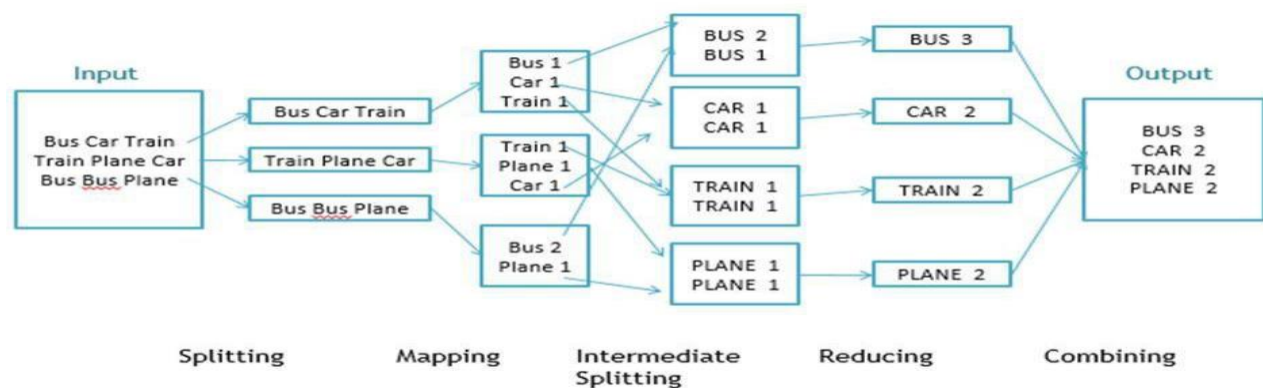 Input
Bus Car Train
Train Plane Car
Bus Bus Plane
Bus Car Train
Train Plane Car
Bus Bus Plane
Bus 1
Car 1
Train 1
Train 1
Plane 1
Car 1
Bus 2
Plane 1
BUS 2
BUS 1
CAR 1
CAR 1
TRAIN 1
TRAIN 1
PLANE 1
PLANE 1
BUS 3
CAR 2
TRAIN 2
PLANE 2
Output
BUS 3
CAR 2
TRAIN 2
PLANE 2
Splitting
Mapping
Intermediate
Splitting
Reducing
Combining